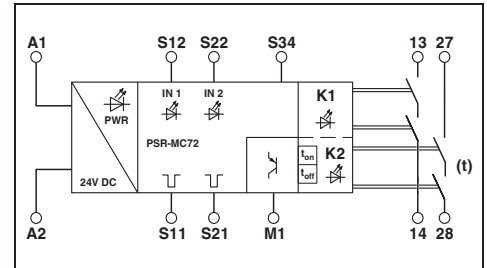 A1 S12 S22 S34 13 27
IN 1 IN 2 K1
PWR
PSR-MC72
ton K2 (t)
toff
24V DC
A2 S11 S21 M1 14 28